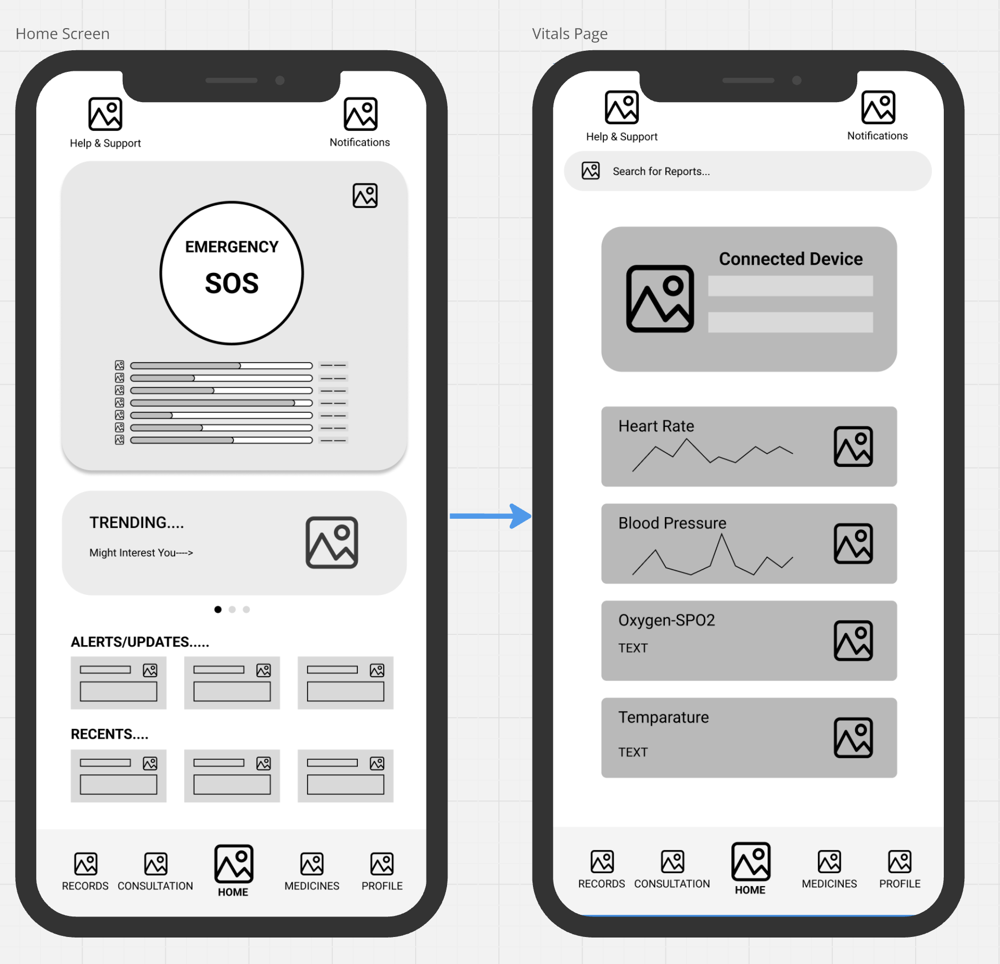 Home Screen
Help & Support
Notifications
EMERGENCY
SOS
TRENDING....
Might Interest You---->
ALERTS/UPDATES.....
RECENTS....
RECORDS
CONSULTATION
HOME
MEDICINES
PROFILE
Vitals Page
Help & Support
Notifications
Search for Reports...
Connected Device
Heart Rate
Blood Pressure
Oxygen-SPO2
TEXT
Temparature
TEXT
RECORDS
CONSULTATION
HOME
MEDICINES
PROFILE